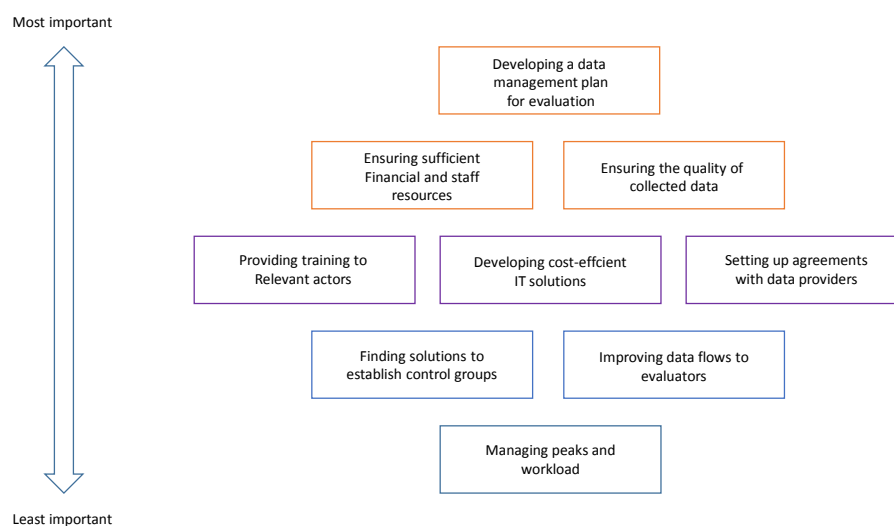 Most important
Developing a data
management plan
for evaluation
Ensuring sufficient
Financial and staff
resources
Ensuring the quality of
collected data
Providing training to
Relevant actors
Developing cost-effcient
IT solutions
Setting up agreements
with data providers
Finding solutions to
establish control groups
Improving data flows to
evaluators
Managing peaks and
workload
Least important